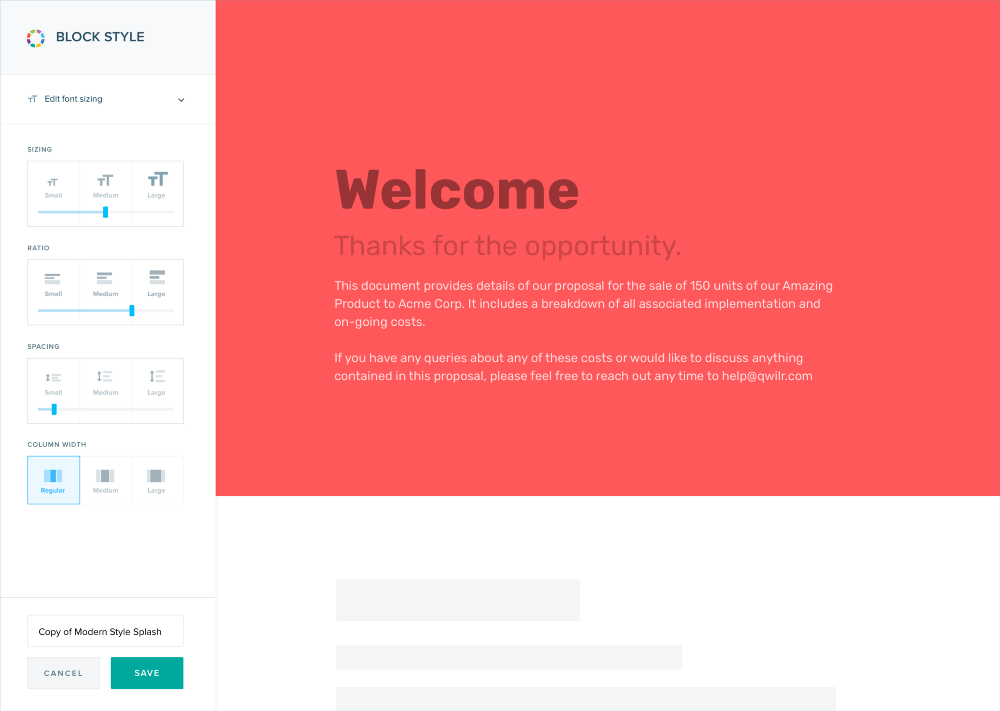 BLOCK STYLE
Edit font sizing
SIZING
Small Medium Large
RATIO
Small Medium Large
SPACING
Small Medium Large
COLUMN WIDTH
Regular Medium Large
Copy of Modern Style Splash
CANCEL SAVE
Welcome
Thanks for the opportunity.
This document provides details of our proposal for the sale of 150 units of our Amazing
Product to Acme Corp. It includes a breakdown of all associated implementation and
on-going costs.
If you have any queries about any of these costs or would like to discuss anything
contained in this proposal, please feel free to reach out any time to help@qwilr.com